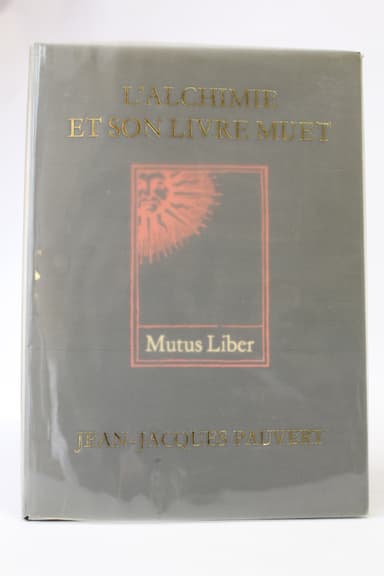 L'ALCHIMIE
ET SON LIVRE MUET
Mutus Liber
JEAN-JACQUES PAUVERT